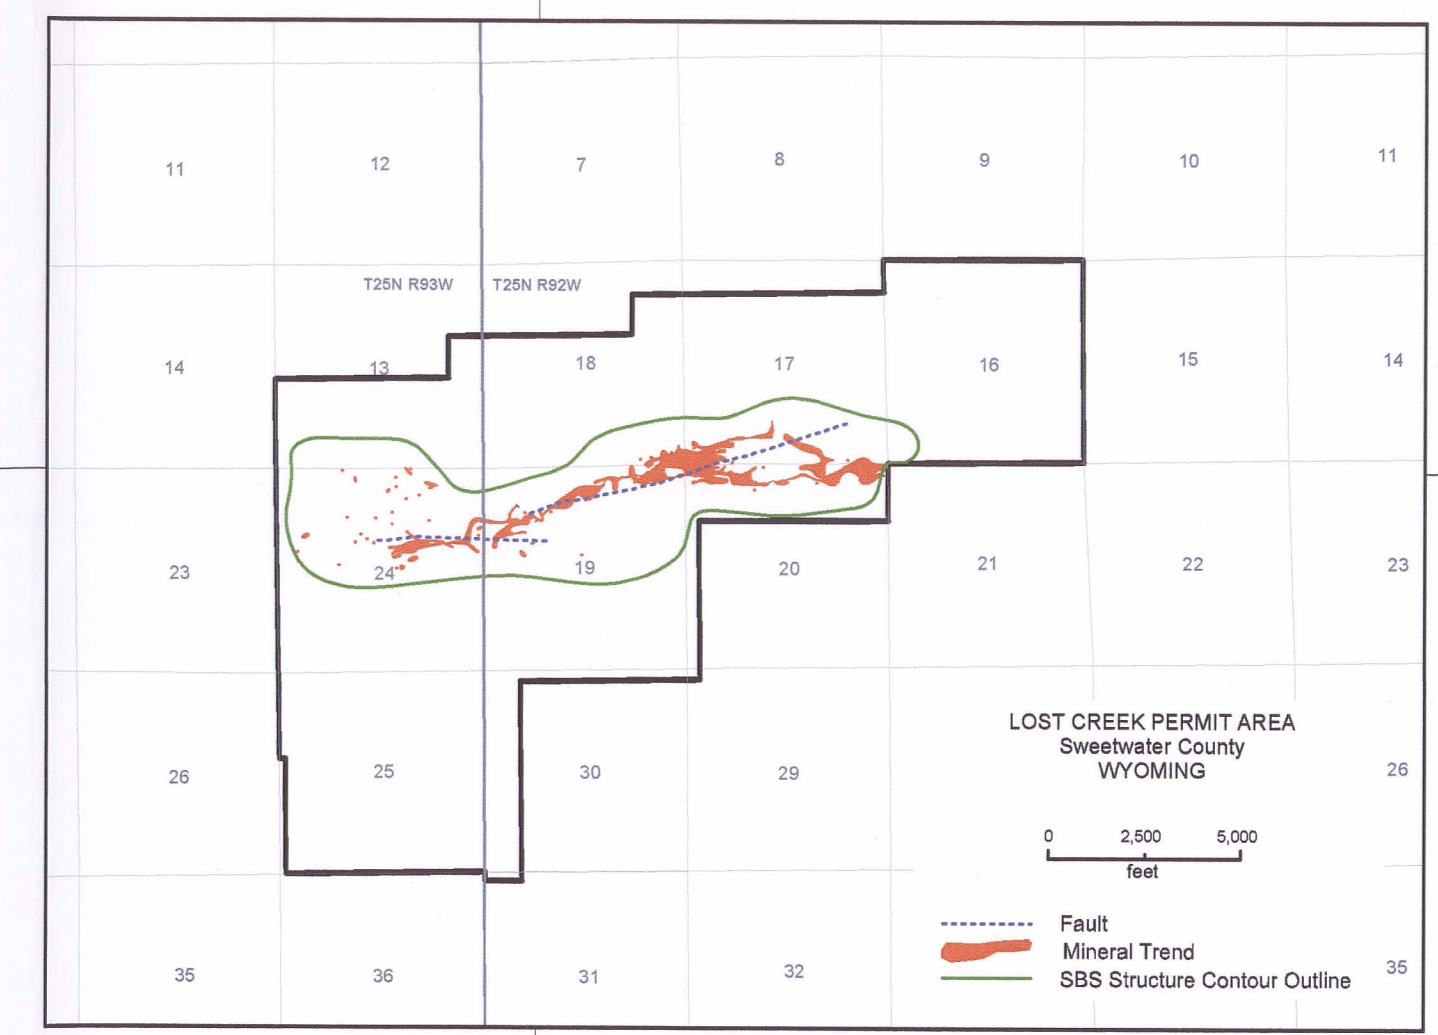 11 12 7 8 9 10 11
T25N R93W T25N R92W
14 13 18 17 16 15 14
23 24 19 20 21 22 23
LOST CREEK PERMIT AREA
Sweetwater County
WYOMING
26 25 30 29 26
0 2,500 5,000
feet
Fault
Mineral Trend
SBS Structure Contour Outline
35 36 31 32 35